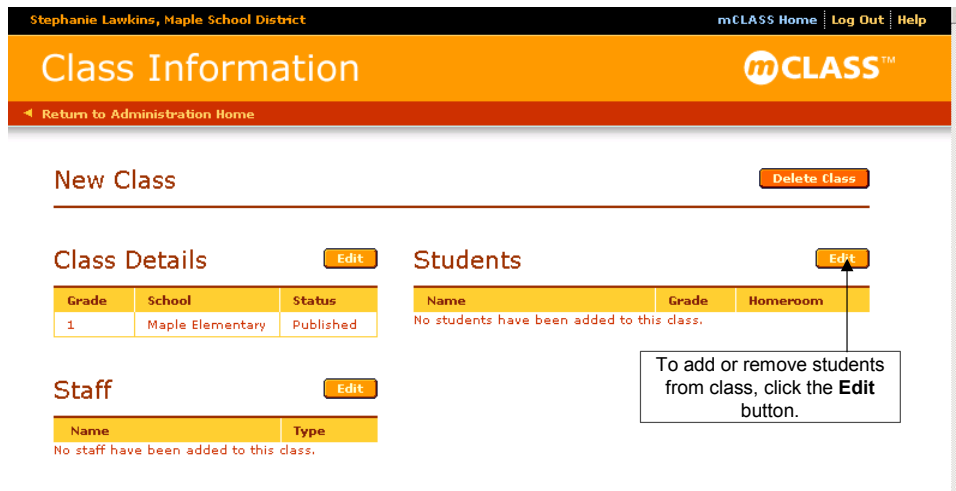 Stephanie Lawkins, Maple School District
mCLASS Home Log Out Help
Class Information
mCLASS™
Return to Administration Home
New Class
Delete Class
Class Details
Edit
Grade School Status
1 Maple Elementary Published
Students
Edit
Name Grade Homeroom
No students have been added to this class.
To add or remove students
from class, click the Edit
button.
Staff
Edit
Name Type
No staff have been added to this class.